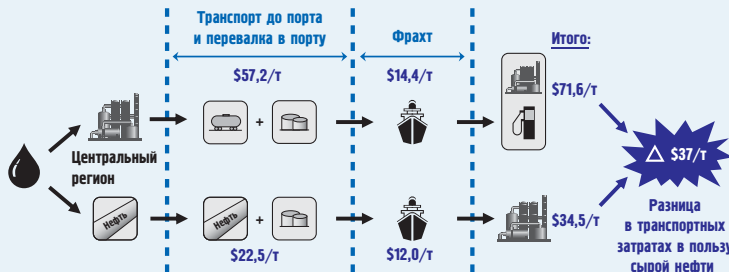 Транспорт до порта
и перевалка в порту
Фрахт
Итого:
$57,2/т
$14,4/т
$71,6/т
+
Центральный
регион
△ $37/т
Нефть
Нефть
+
$34,5/т
$22,5/т
$12,0/т
Разница
в транспортных
затратах в пользу
сырой нефти